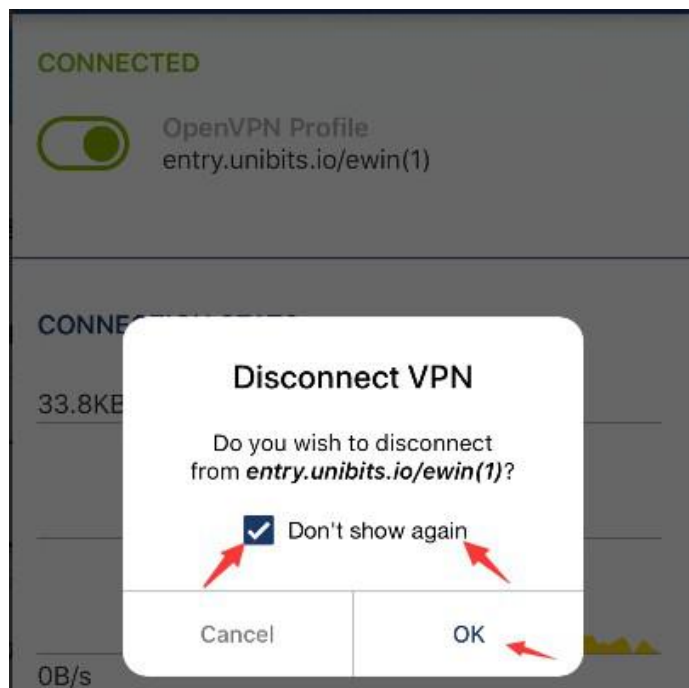 CONNECTED
OpenVPN Profile
entry.unibits.io/ewin(1)
Disconnect VPN
33.8KB
Do you wish to disconnect
from entry.unibits.io/ewin(1)?
Don't show again
Cancel
OK
0B/s